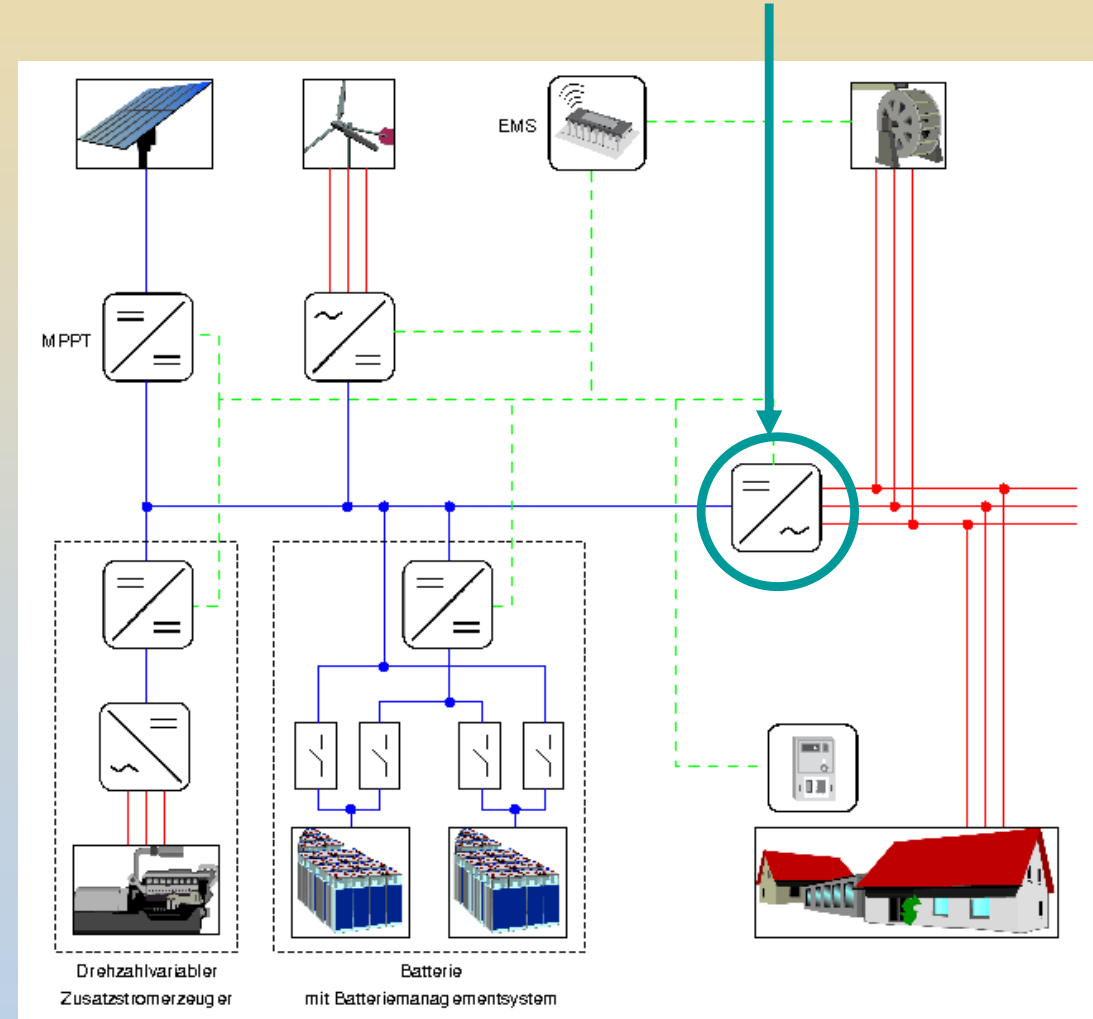 EMS
MPPT
Drehzahlvariabler
Zusatzstromerzeuger
Batterie
mit Batteriemanagementsystem